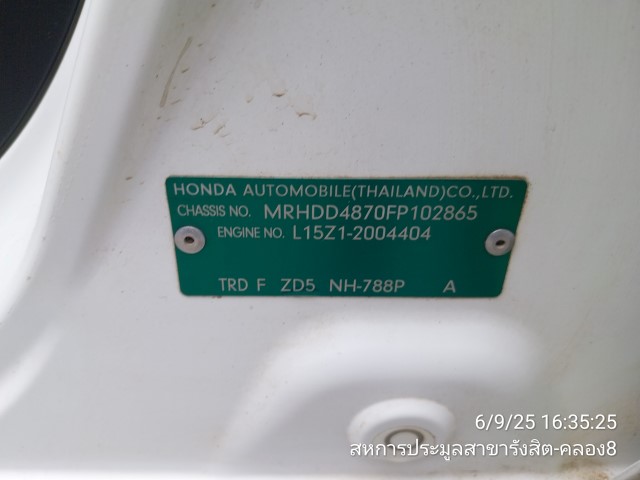 HONDA AUTOMOBILE(THAILAND)CO.,LTD.
CHASSIS NO. MRHDD4870FP102865
ENGINE NO. L15Z1-2004404
TRD F ZD5 NH-788P A
6/9/25 16:35:25
สหการประมูลสาขารังสิต-คลอง8